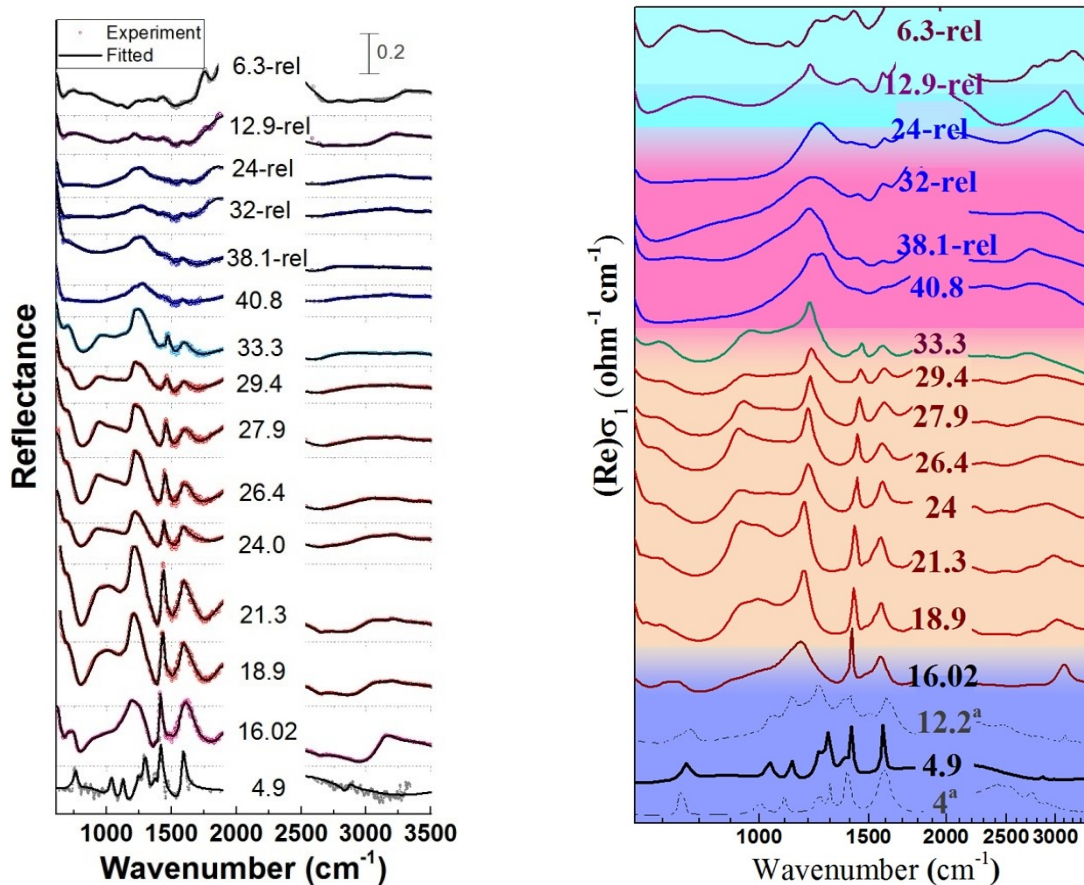 Experiment
Fitted
0.2
6.3-rel
12.9-rel
24-rel
32-rel
38.1-rel
40.8
33.3
29.4
27.9
26.4
24.0
21.3
18.9
16.02
4.9
Reflectance
1000 1500 2000 2500 3000 3500
Wavenumber (cm⁻¹)
6.3-rel
12.9-rel
24-rel
32-rel
38.1-rel
40.8
33.3
29.4
27.9
26.4
24
21.3
18.9
16.02
12.2ᵃ
4.9
4ᵃ
(Re)σ₁ (ohm⁻¹ cm⁻¹)
1000 1500 2000 2500 3000
Wavenumber (cm⁻¹)